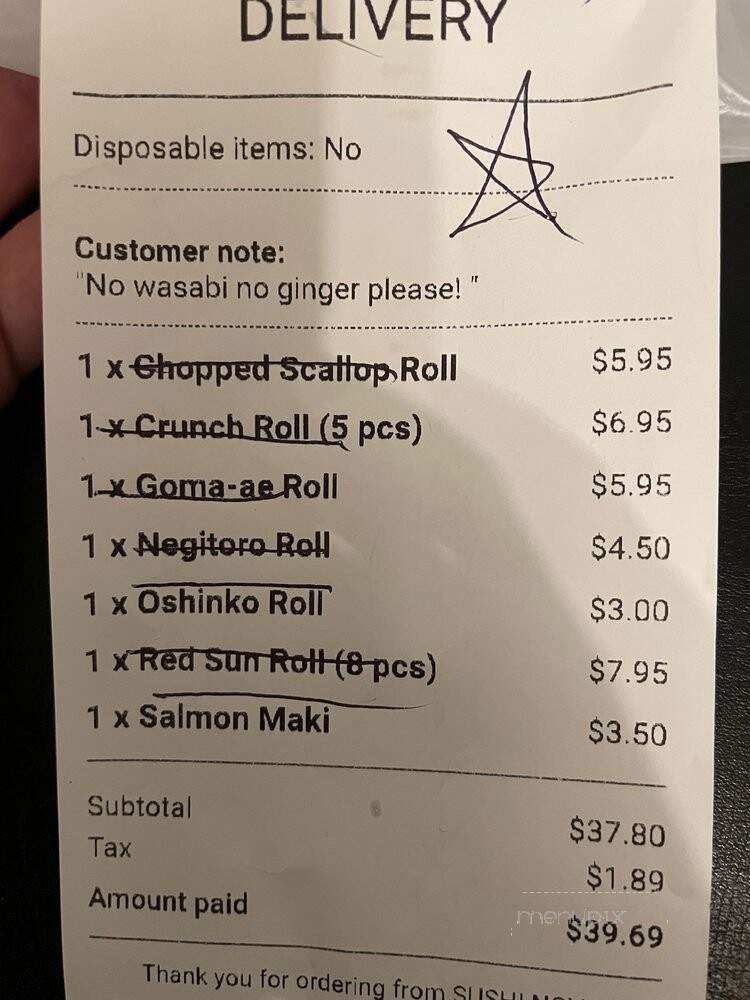 DELIVERY
Disposable items: No
Customer note:
"No wasabi no ginger please! "
1 x Chopped Scallop Roll $5.95
1 x Crunch Roll (5 pcs) $6.95
1 x Goma-ae Roll $5.95
1 x Negitoro Roll $4.50
1 x Oshinko Roll $3.00
1 x Red Sun Roll (8 pcs) $7.95
1 x Salmon Maki $3.50
Subtotal $37.80
Tax $1.89
Amount paid $39.69
menupix
Thank you for ordering from SUSHI